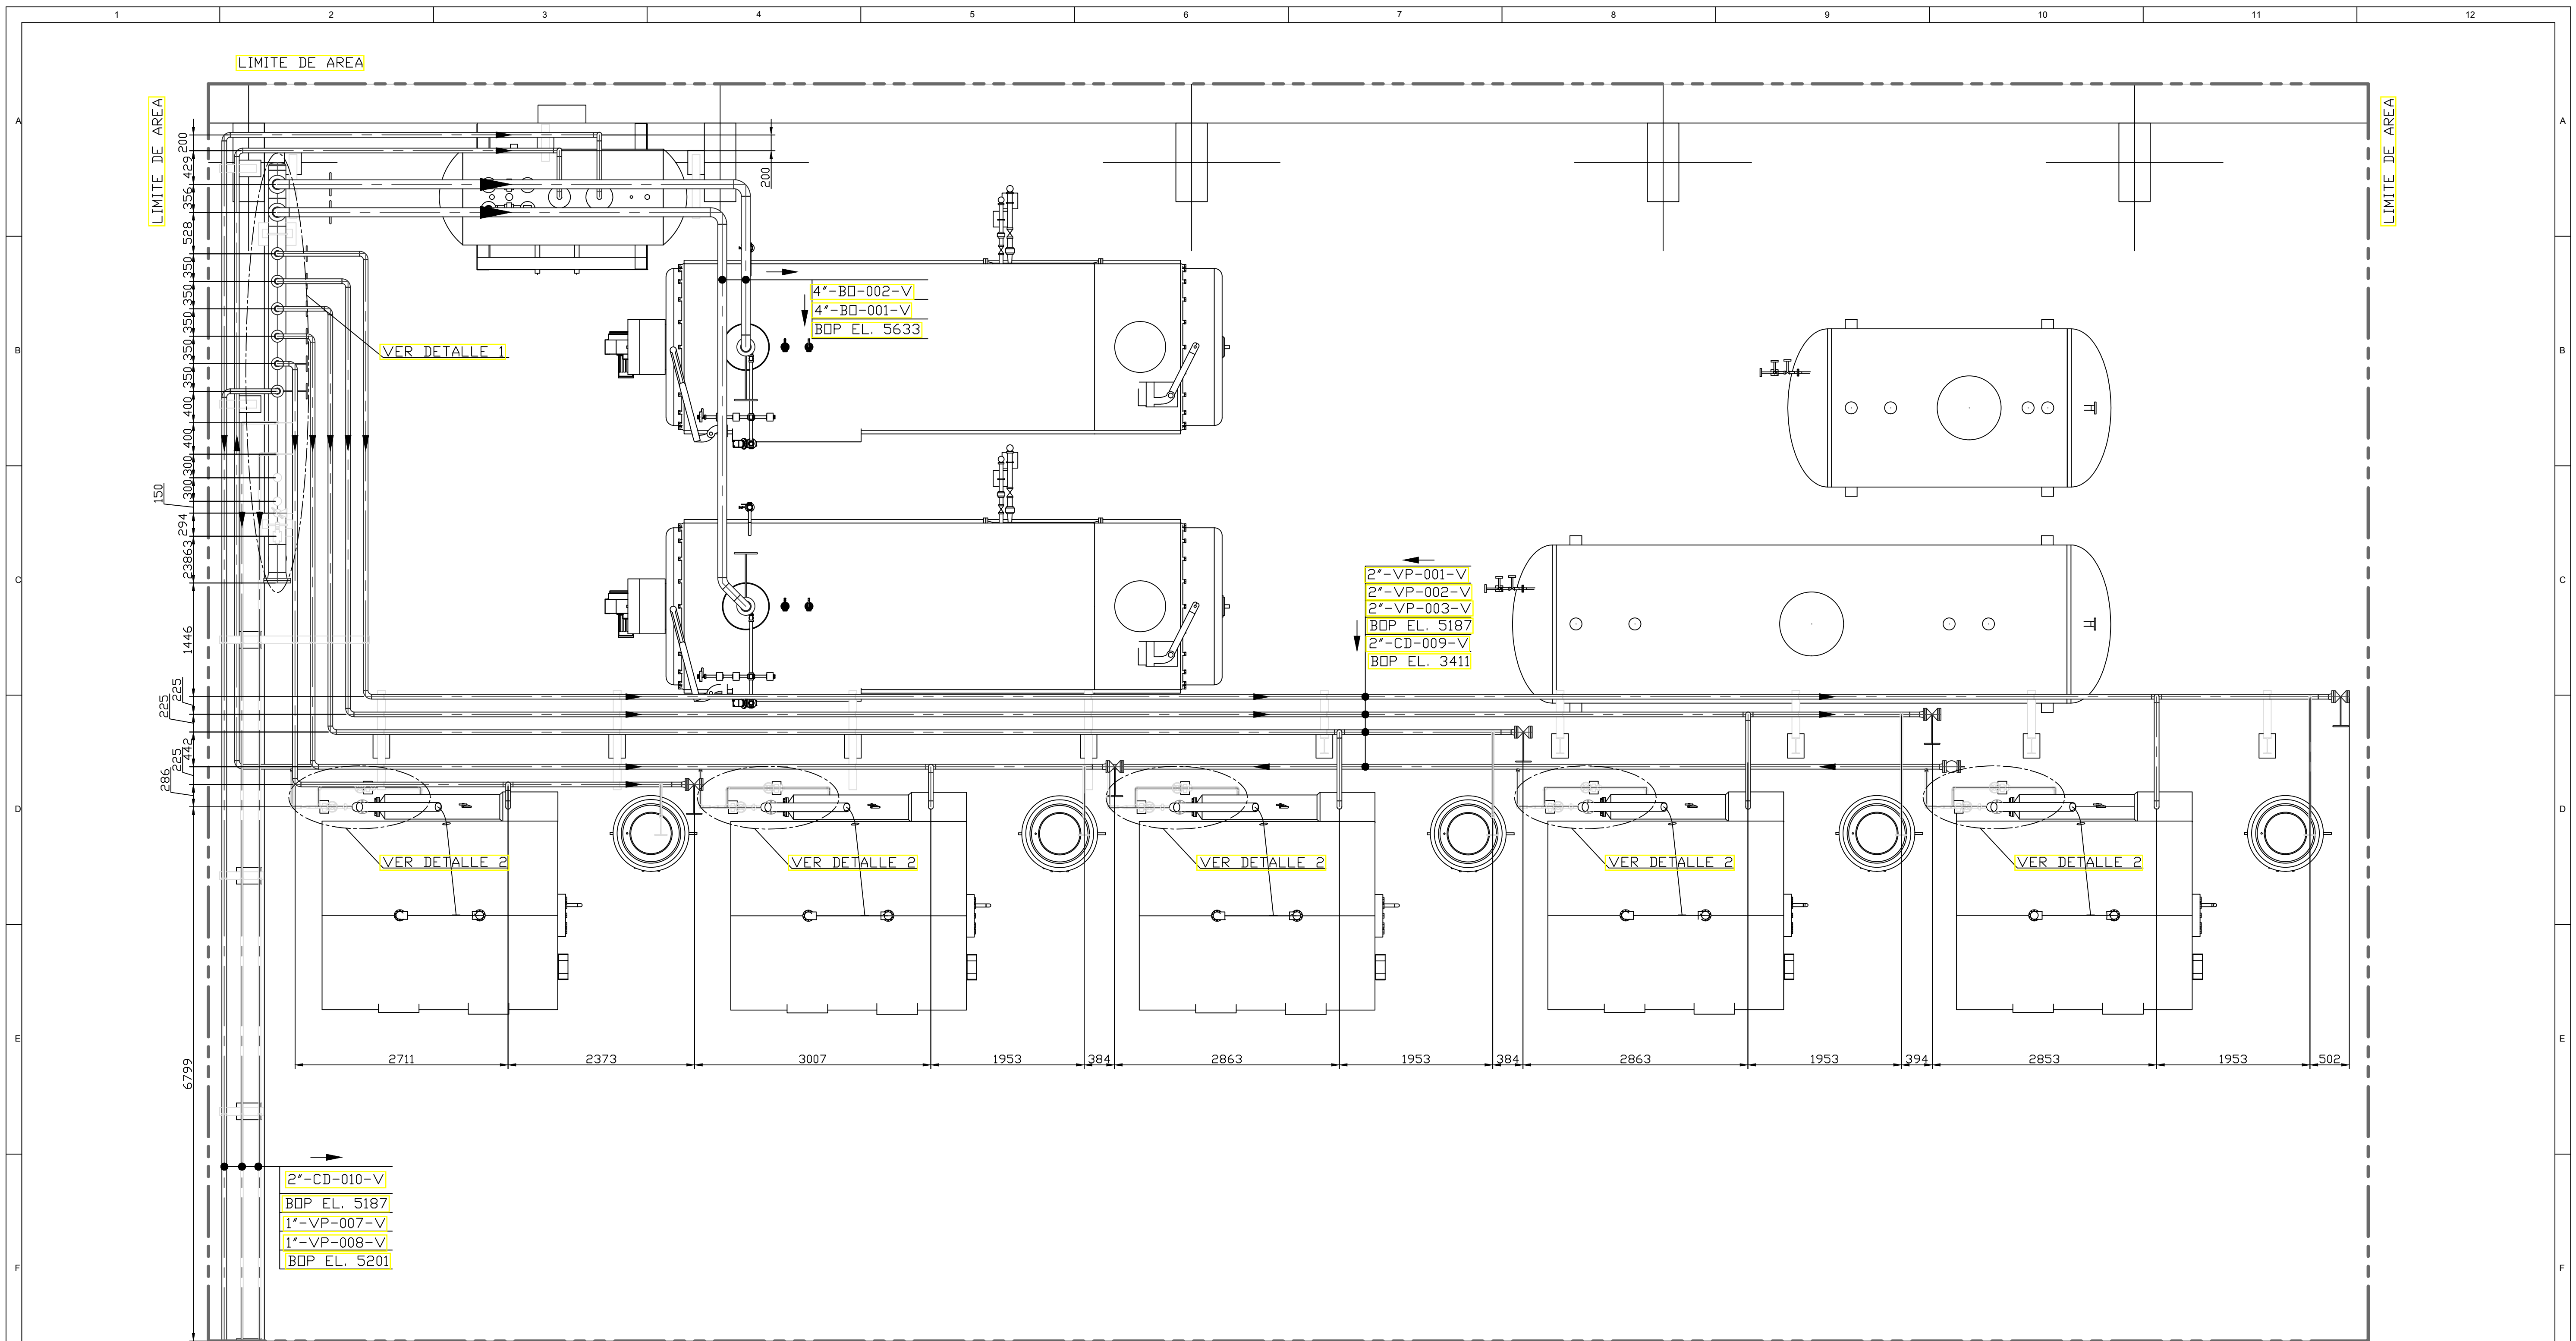 1 2 3 4 5 6 7 8 9 10 11 12
LIMITE DE AREA
LIMITE DE AREA
LIMITE DE AREA
A
A
B
B
C
C
D
D
E
E
F
F
200
429
356
528
350
350
350
350
350
400
400
300
300
150
294
23863
1446
225
225
442
225
286
6799
200
4"-BO-002-V
4"-BO-001-V
BOP EL. 5633
VER DETALLE 1
2"-VP-001-V
2"-VP-002-V
2"-VP-003-V
BOP EL. 5187
2"-CD-009-V
BOP EL. 3411
VER DETALLE 2
VER DETALLE 2
VER DETALLE 2
VER DETALLE 2
VER DETALLE 2
2711 2373 3007 1953 384 2863 1953 384 2863 1953 394 2853 1953 502
2"-CD-010-V
BOP EL. 5187
1"-VP-007-V
1"-VP-008-V
BOP EL. 5201